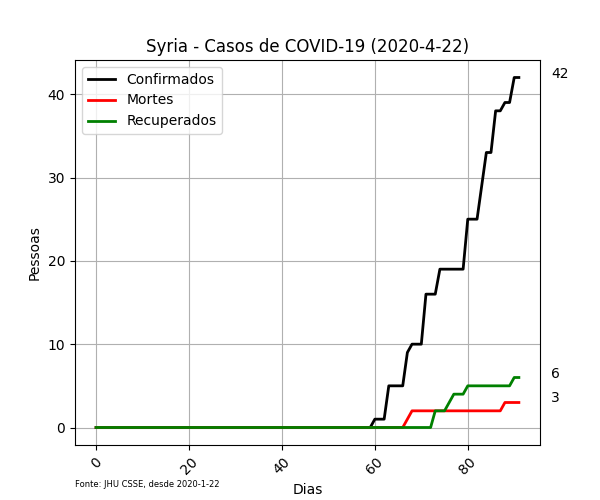 Syria - Casos de COVID-19 (2020-4-22)
Confirmados
Mortes
Recuperados
42
6
3
40
30
20
10
0
Pessoas
0 20 40 60 80
Dias
Fonte: JHU CSSE, desde 2020-1-22